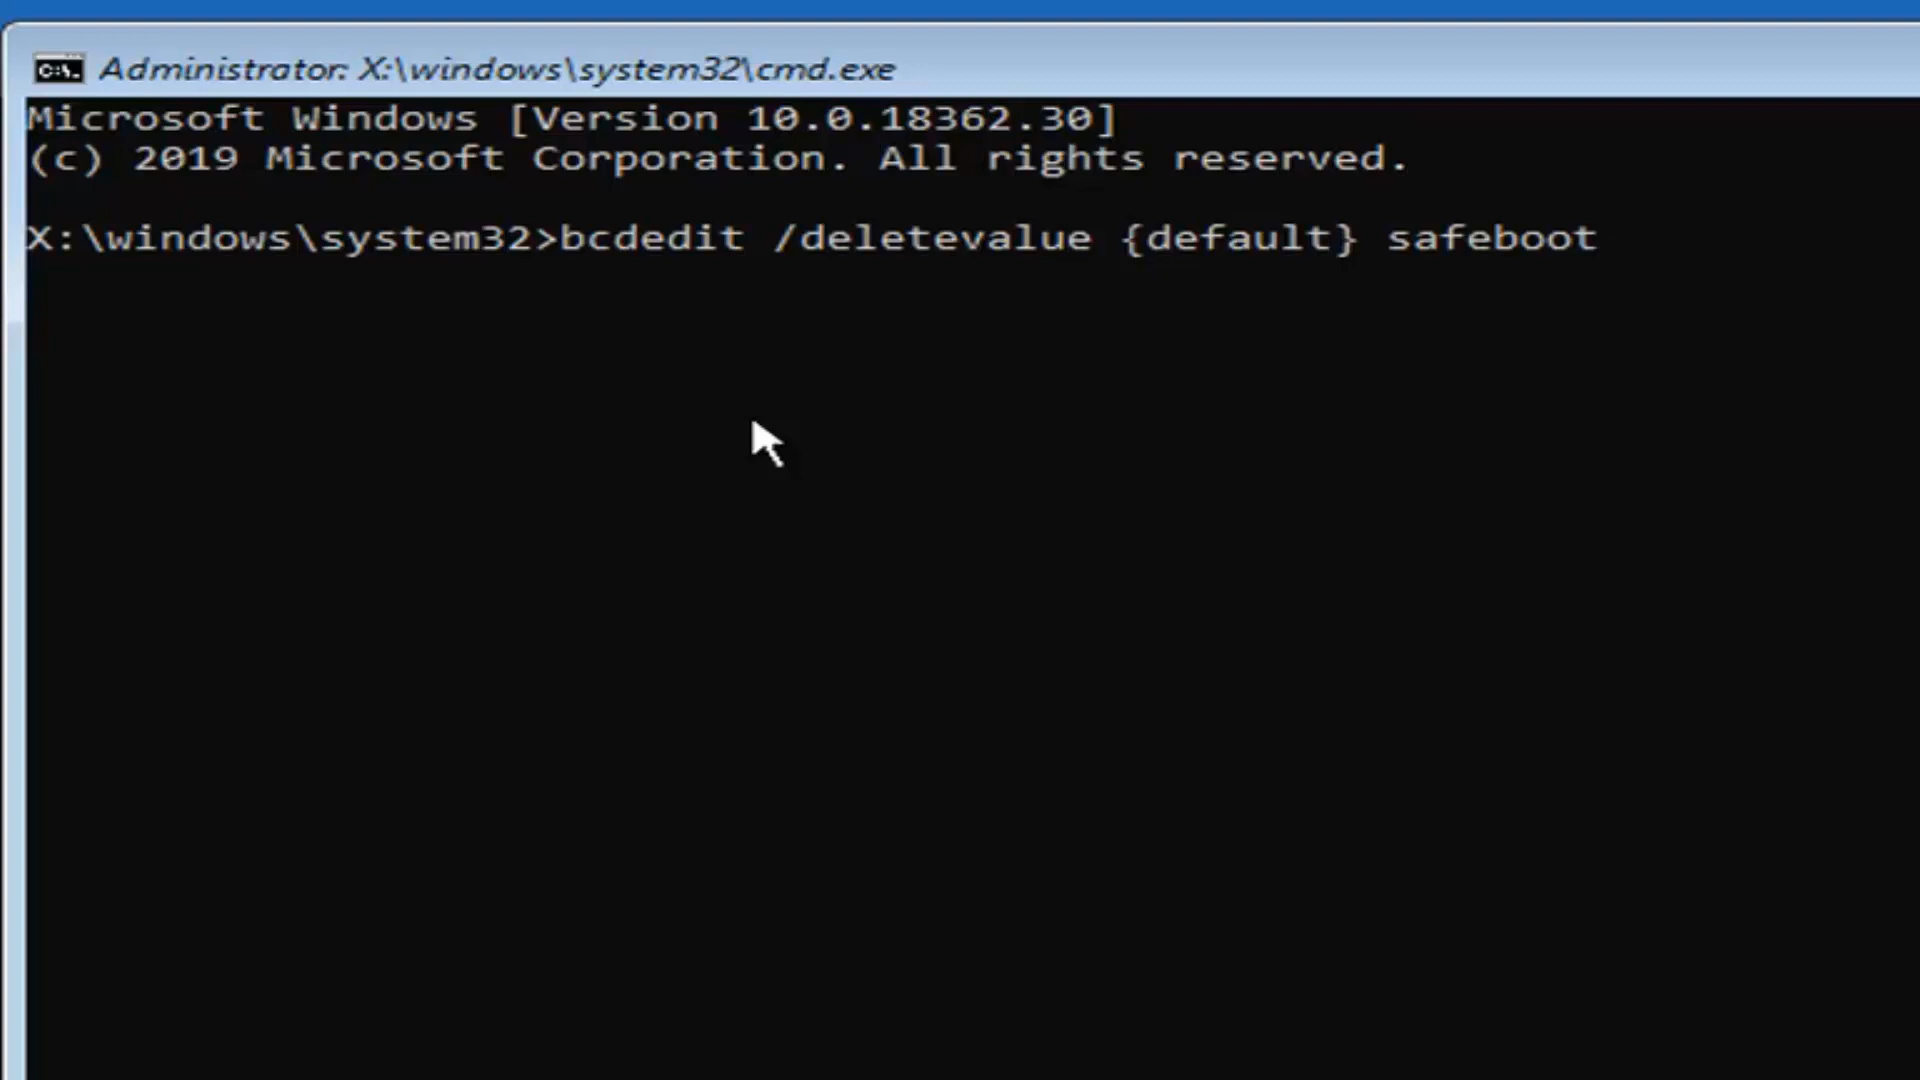 C:\.
Administrator: X:\windows\system32\cmd.exe
Microsoft Windows [Version 10.0.18362.30]
(c) 2019 Microsoft Corporation. All rights reserved.
X:\windows\system32>bcdedit /deletevalue {default} safeboot